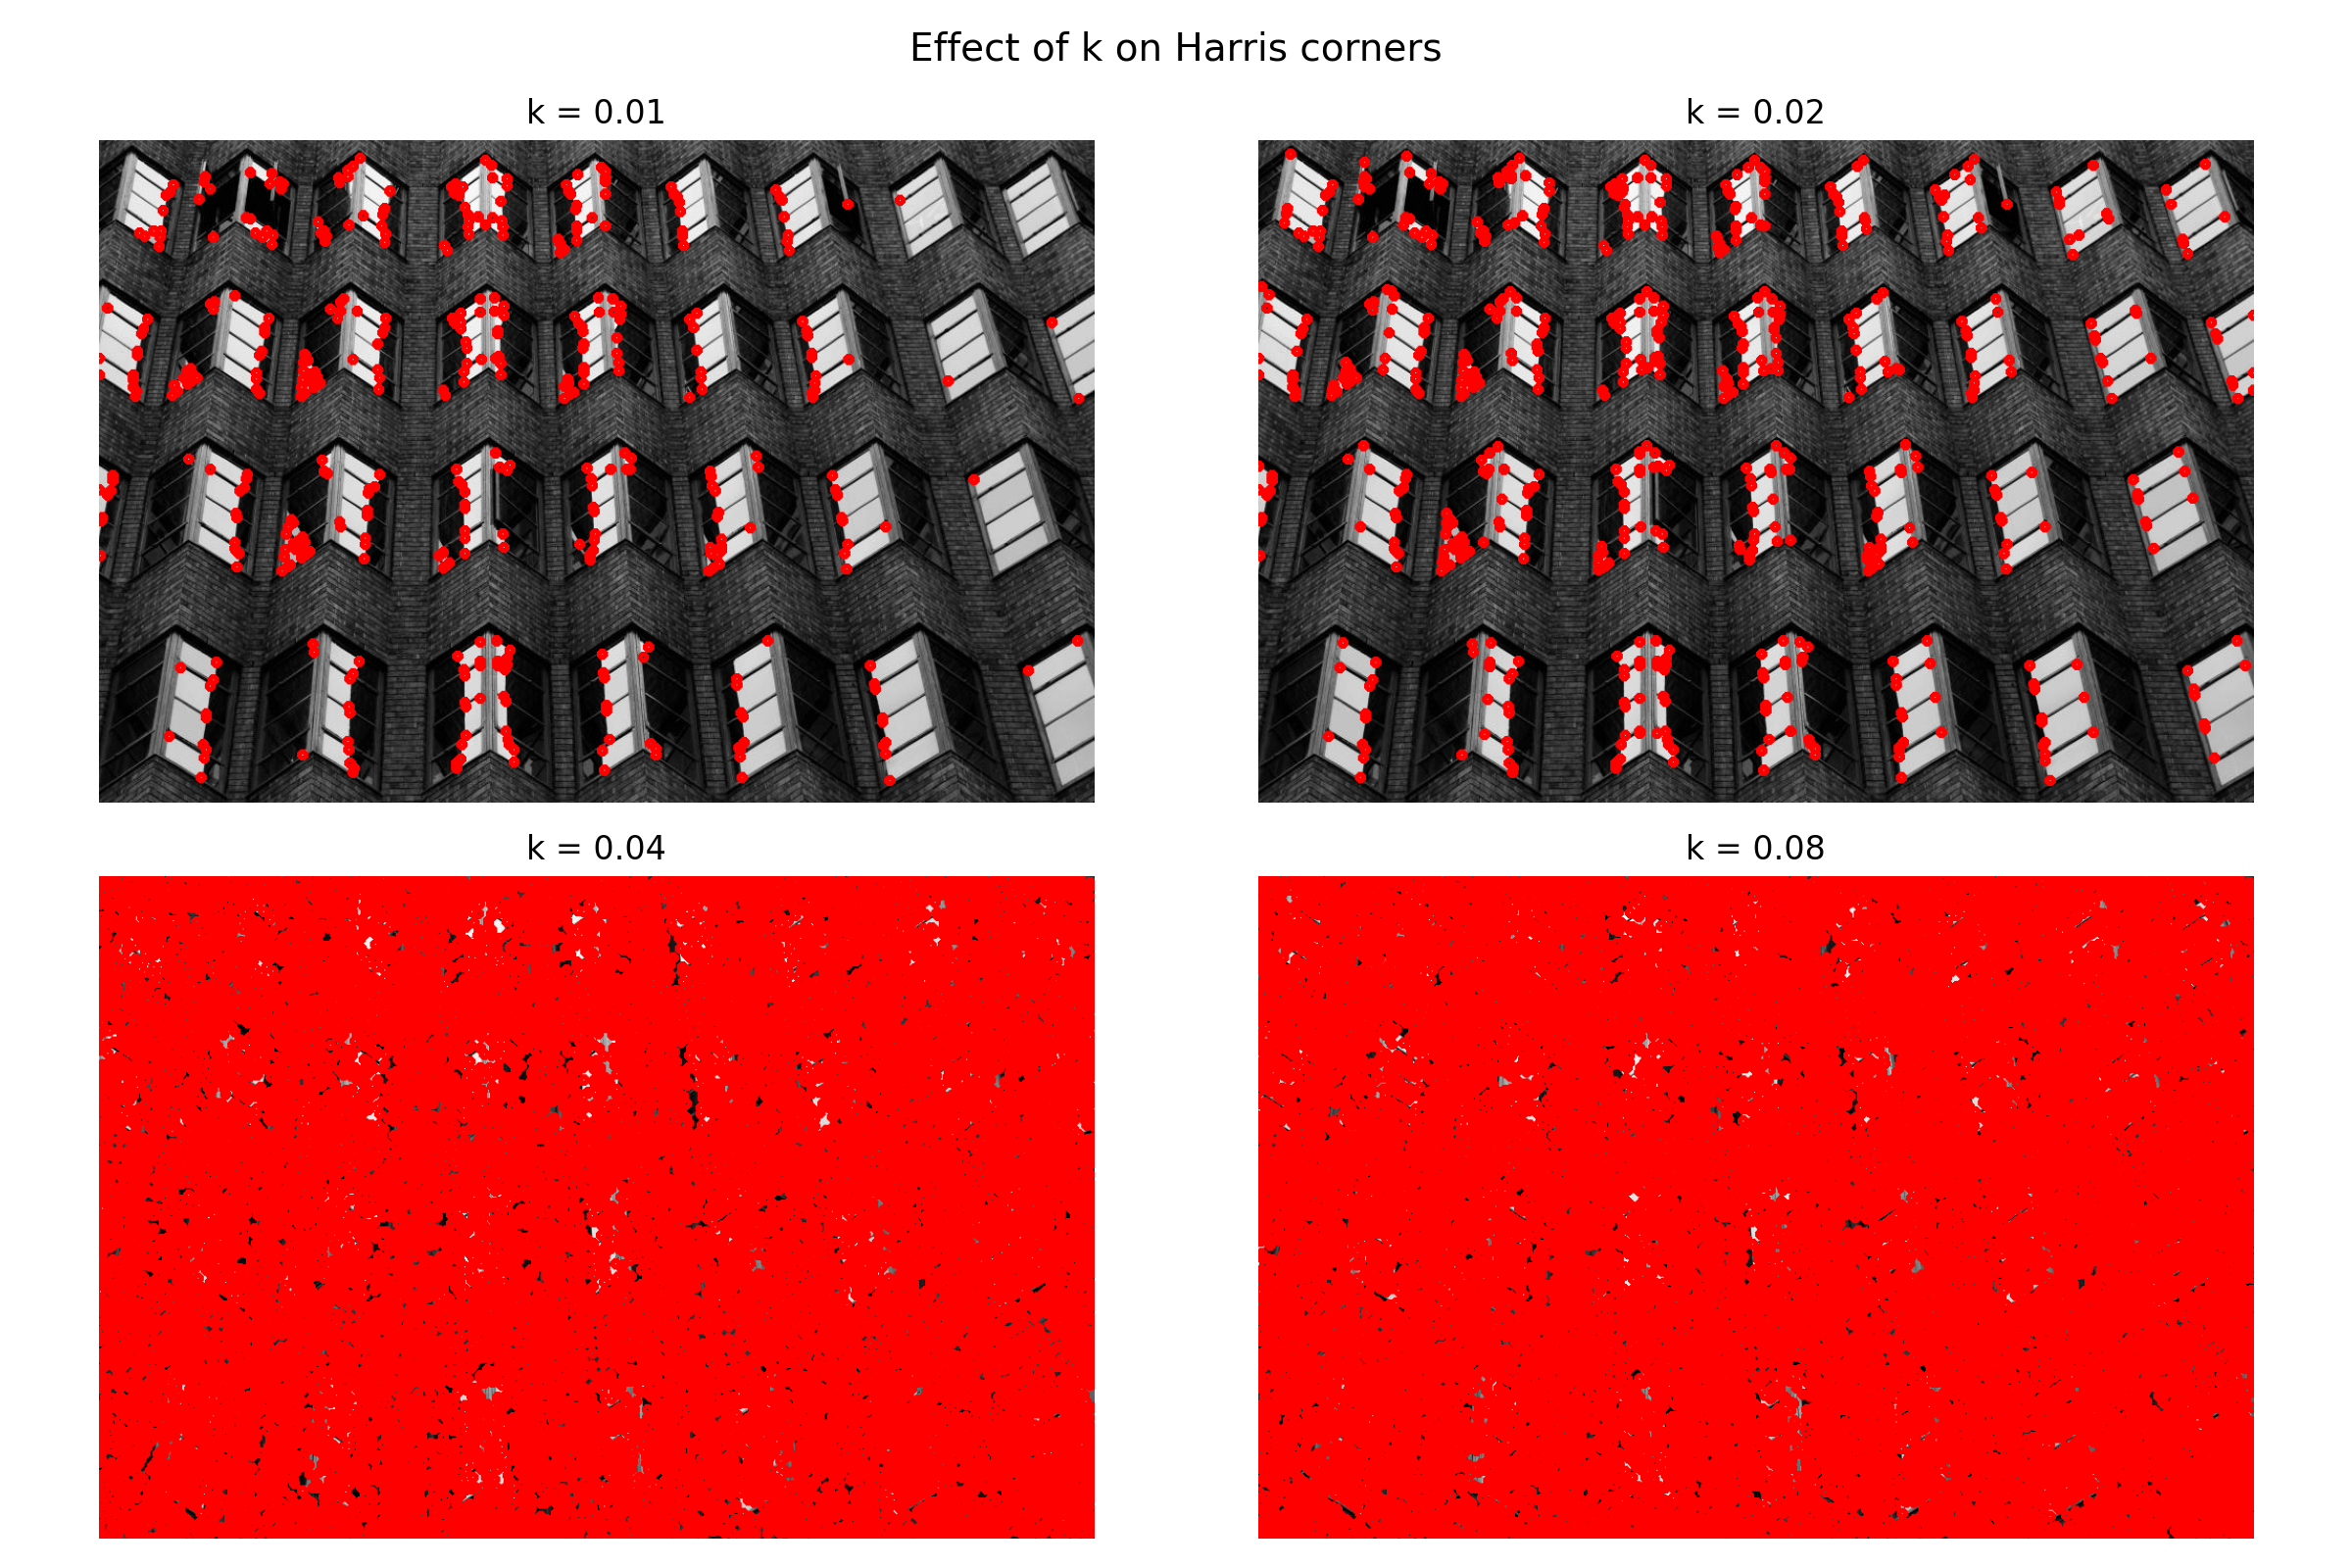 Effect of k on Harris corners
k = 0.01
k = 0.02
k = 0.04
k = 0.08